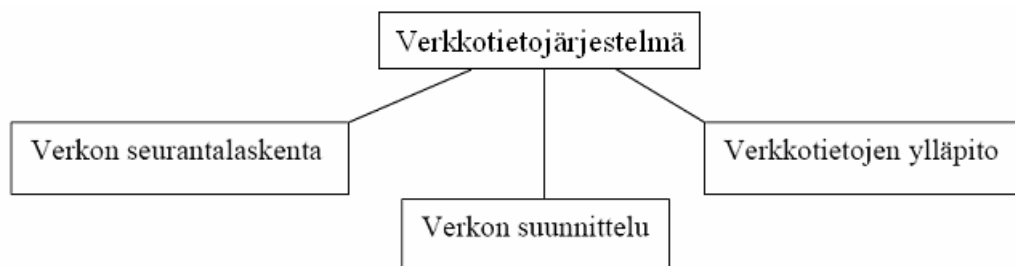 Verkkotietojärjestelmä
Verkon seurantalaskenta
Verkkotietojen ylläpito
Verkon suunnittelu